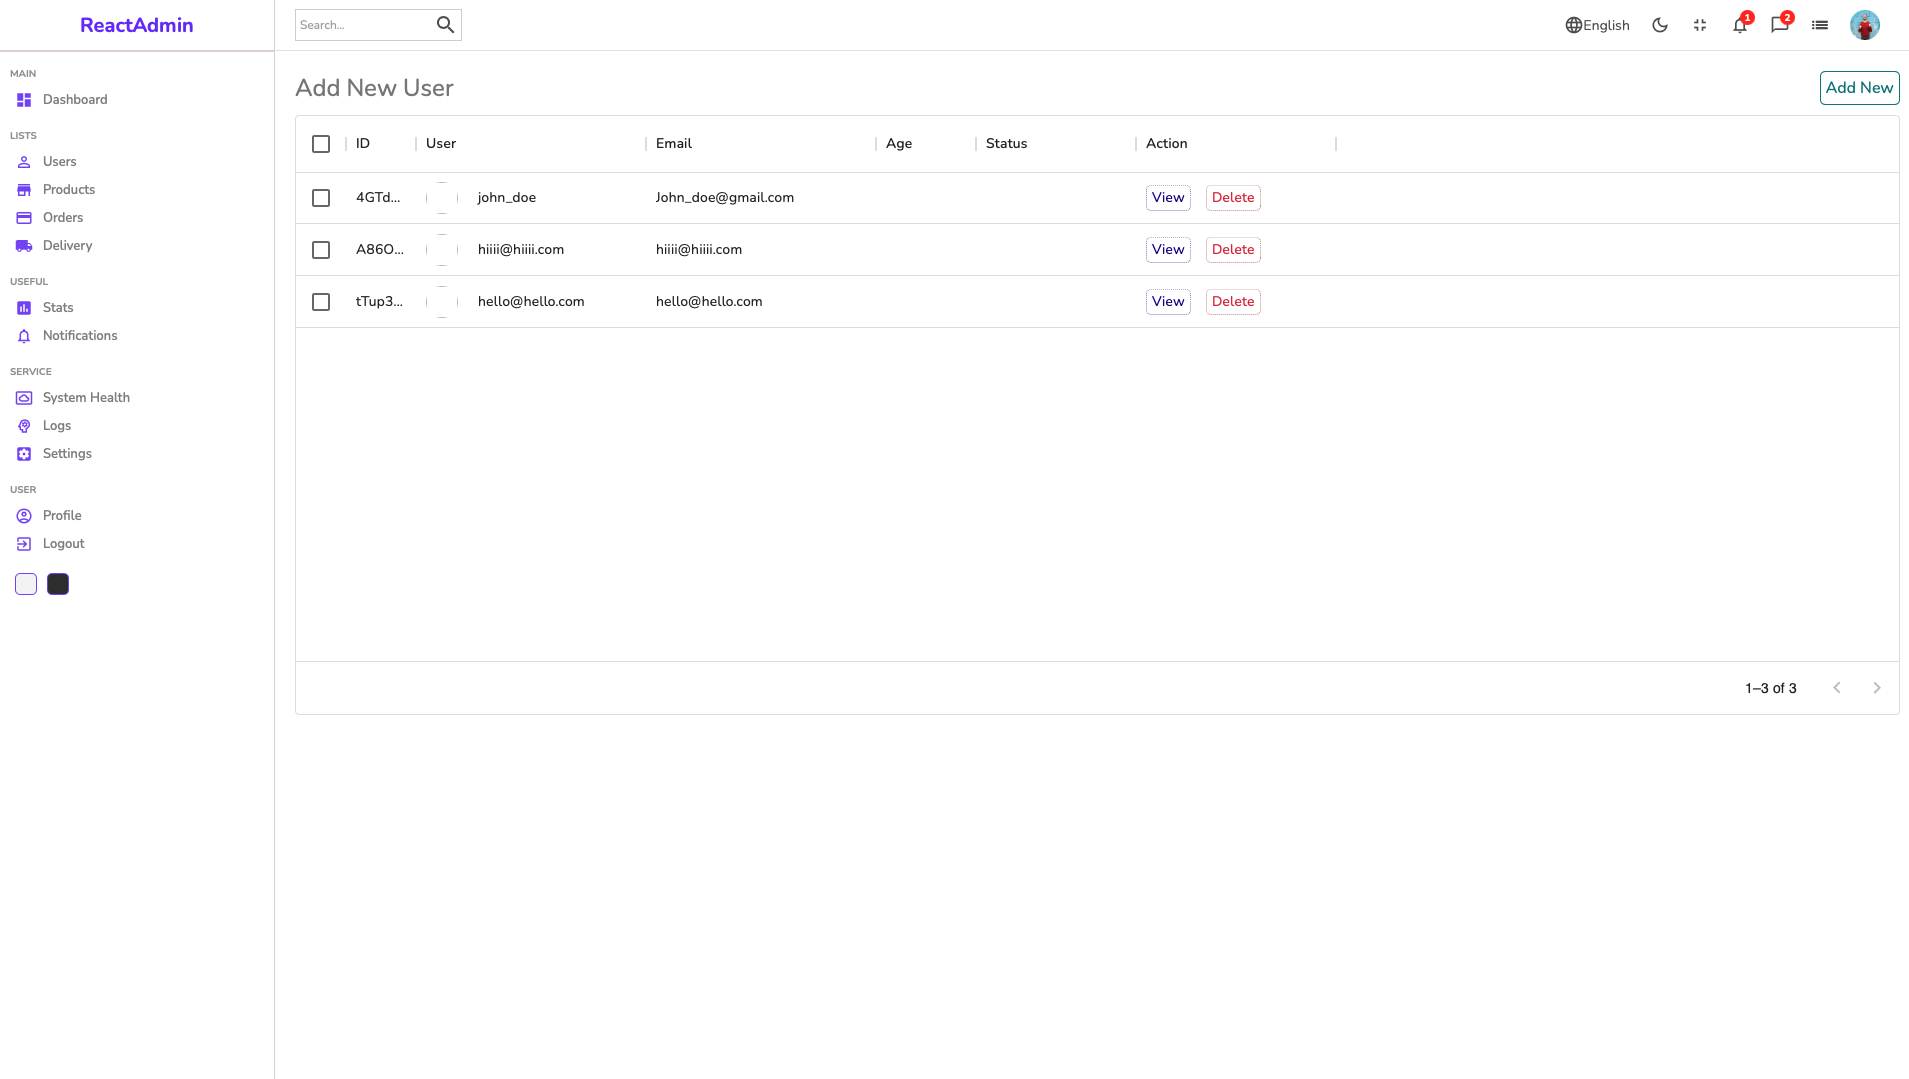 ReactAdmin
Search...
English
1
2
MAIN
Dashboard
LISTS
Users
Products
Orders
Delivery
USEFUL
Stats
Notifications
SERVICE
System Health
Logs
Settings
USER
Profile
Logout
Add New User
Add New
ID User Email Age Status Action
4GTd... john_doe John_doe@gmail.com View Delete
A86O... hiiii@hiiii.com hiiii@hiiii.com View Delete
tTup3... hello@hello.com hello@hello.com View Delete
1–3 of 3